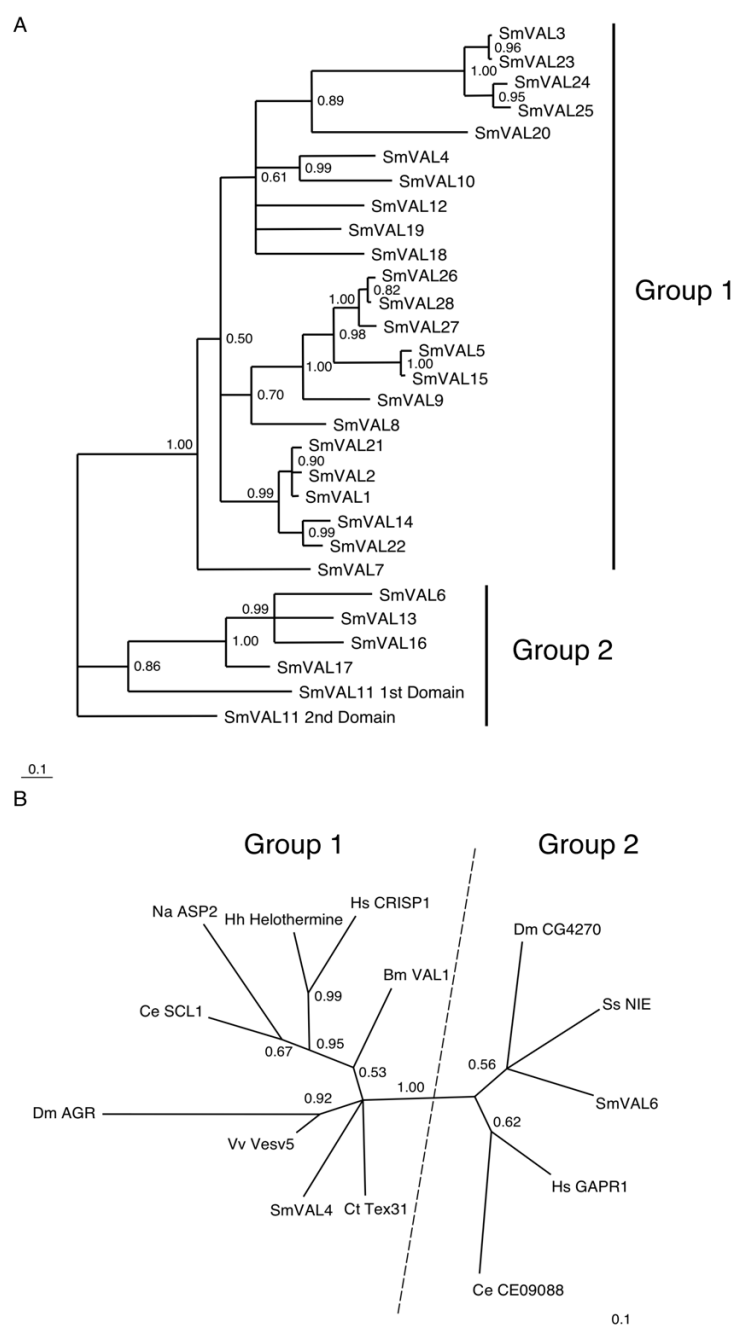 A
SmVAL3
0.96
SmVAL23
1.00
SmVAL24
0.95
SmVAL25
0.89
SmVAL20
SmVAL4
0.99
0.61
SmVAL10
SmVAL12
SmVAL19
SmVAL18
SmVAL26
0.82
1.00
SmVAL28
SmVAL27
0.98
SmVAL5
1.00
1.00
SmVAL15
0.70
SmVAL9
SmVAL8
0.50
SmVAL21
0.90
SmVAL2
0.99
SmVAL1
SmVAL14
0.99
SmVAL22
1.00
SmVAL7
Group 1
SmVAL6
0.99
SmVAL13
1.00
SmVAL16
0.86
SmVAL17
SmVAL11 1st Domain
SmVAL11 2nd Domain
Group 2
0.1
B
Group 1
Group 2
Na ASP2
Hh Helothermine
Hs CRISP1
Dm CG4270
Bm VAL1
0.99
Ce SCL1
Ss NIE
0.67
0.95
0.53
0.56
1.00
0.92
SmVAL6
Dm AGR
0.62
Vv Vesv5
Hs GAPR1
SmVAL4
Ct Tex31
Ce CE09088
0.1